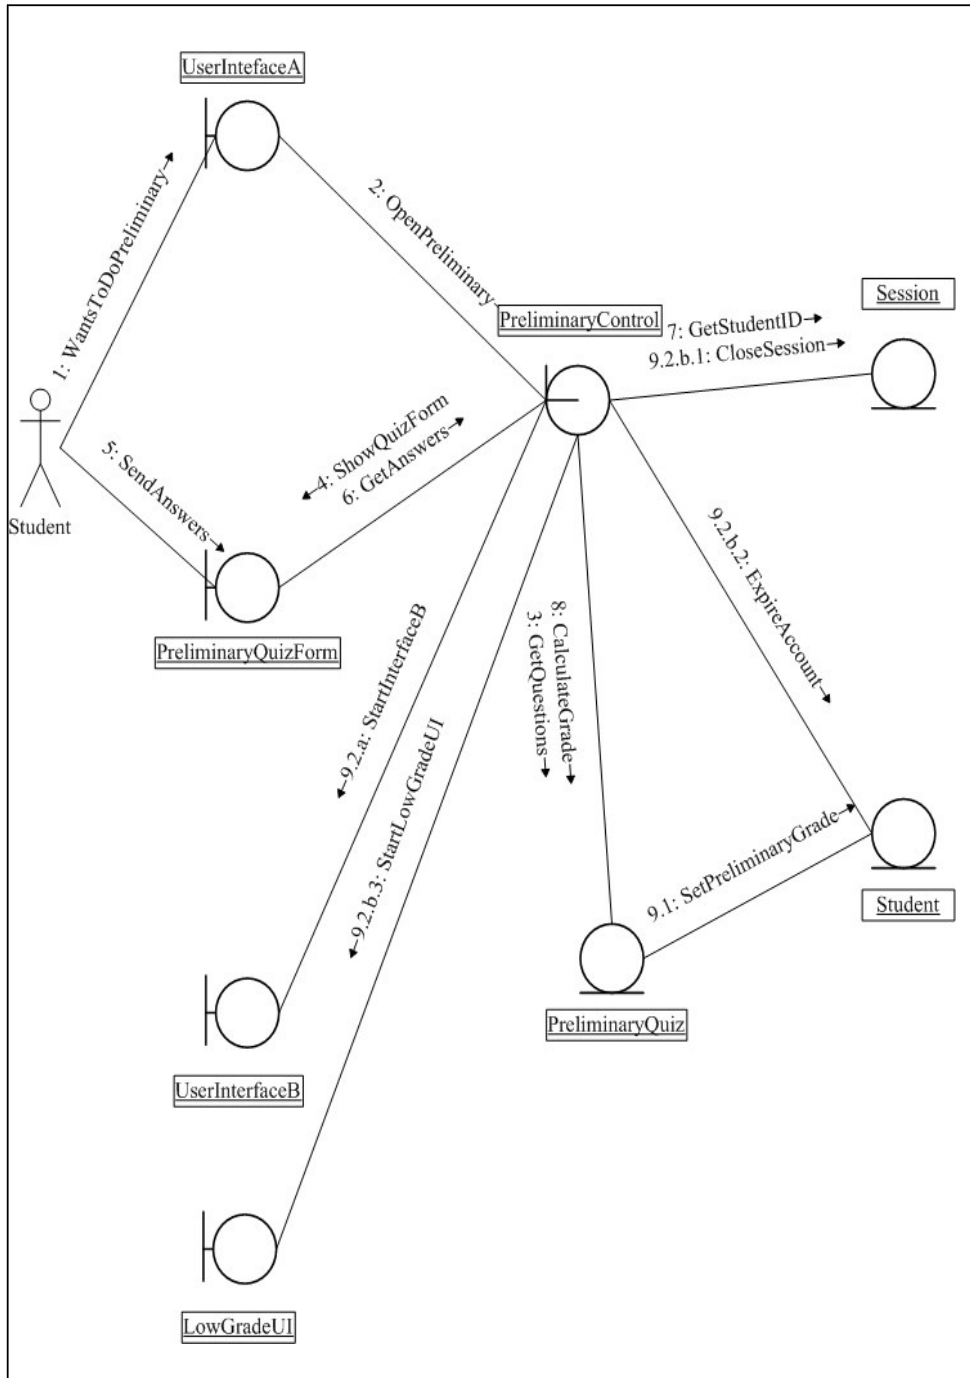 UserIntefaceA
1: WantsToDoPreliminary
2: OpenPreliminary
PreliminaryControl
Session
7: GetStudentID
9.2.b.1: CloseSession
4: ShowQuizForm
6: GetAnswers
5: SendAnswers
Student
PreliminaryQuizForm
9.2.b.2: ExpireAccount
9.2.a: StartInterfaceB
8: CalculateGrade
3: GetQuestions
9.2.b.3: StartLowGradeUI
9.1: SetPreliminaryGrade
Student
PreliminaryQuiz
UserInterfaceB
LowGradeUI